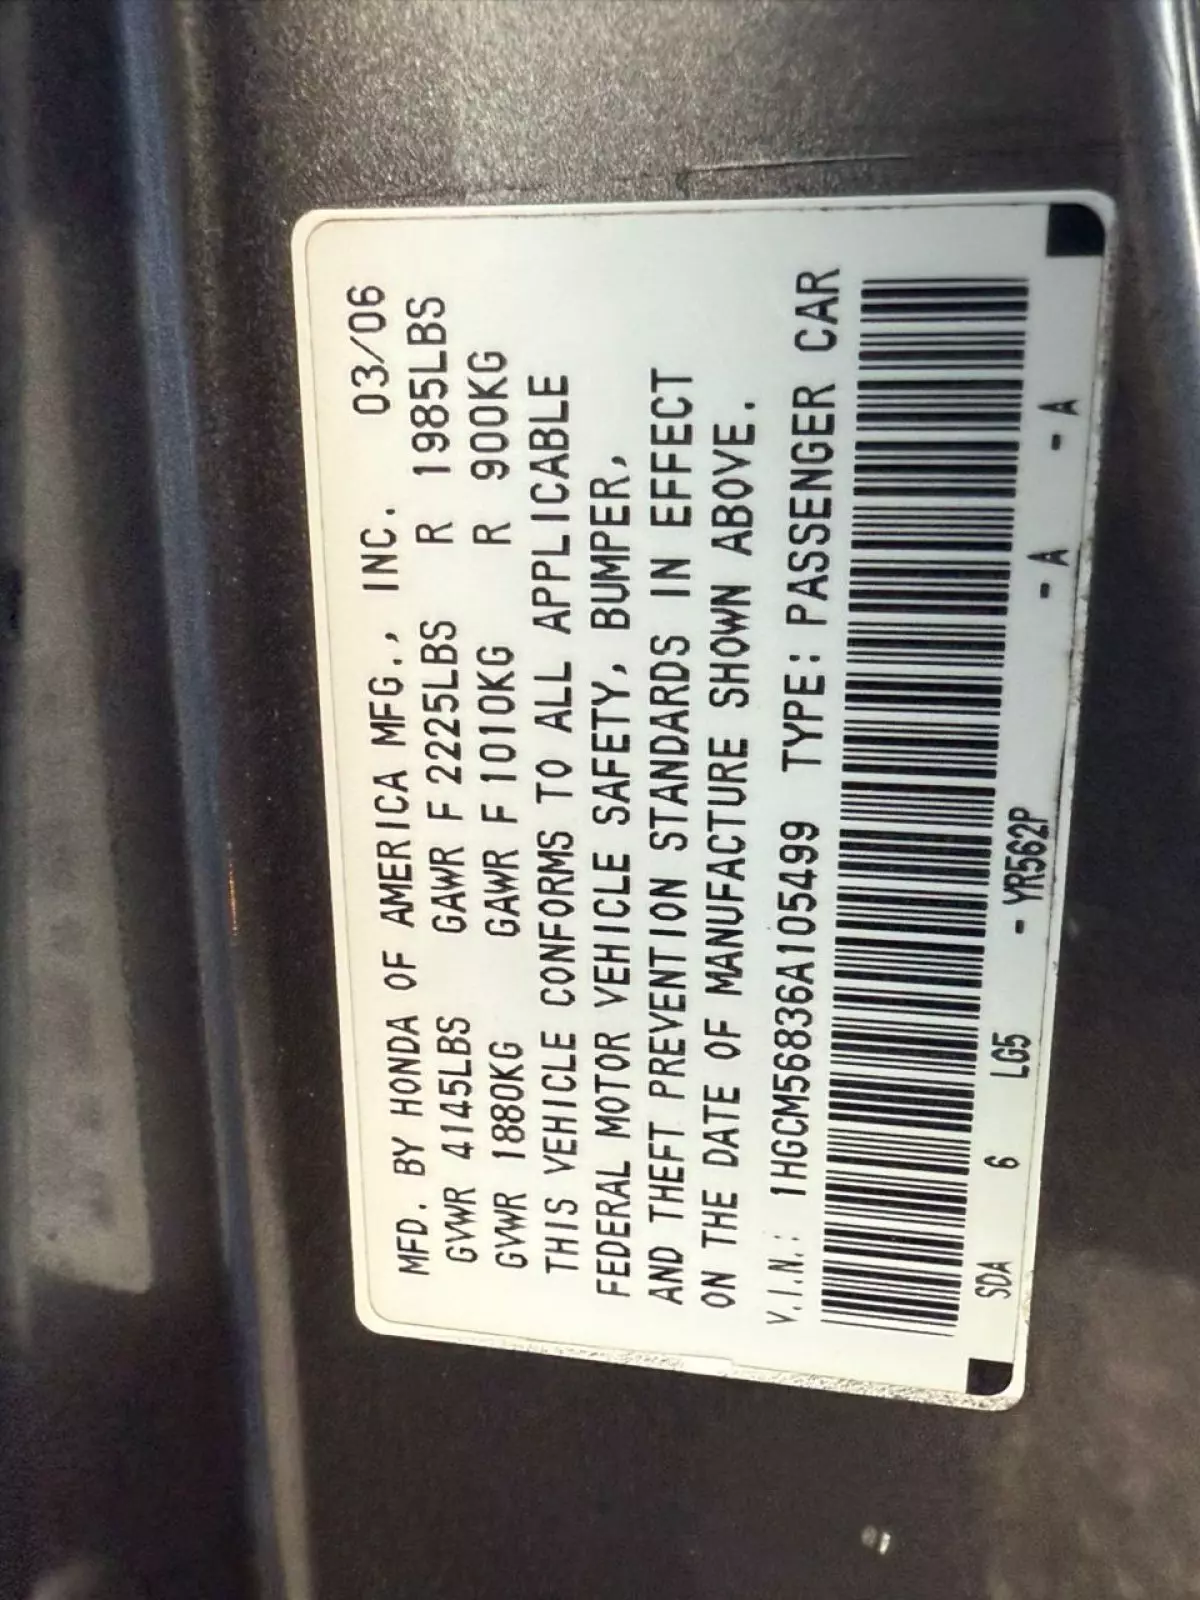 MFD. BY HONDA OF AMERICA MFG., INC. 03/06
GVWR 4145LBS GAWR F 2225LBS R 1985LBS
GVWR 1880KG GAWR F 1010KG R 900KG
THIS VEHICLE CONFORMS TO ALL APPLICABLE
FEDERAL MOTOR VEHICLE SAFETY, BUMPER,
AND THEFT PREVENTION STANDARDS IN EFFECT
ON THE DATE OF MANUFACTURE SHOWN ABOVE.
V.I.N.: 1HGCM56836A105499 TYPE: PASSENGER CAR
SDA 6 LG5 - YR562P - A - A